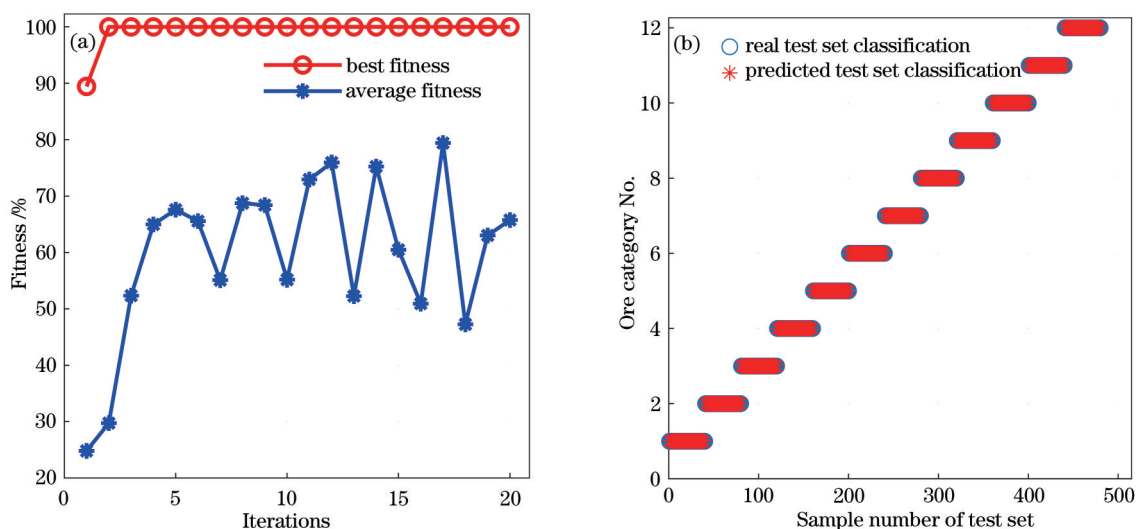 (a)
best fitness
average fitness
100
90
80
70
60
50
40
30
20
Fitness /%
0
5
10
15
20
Iterations
(b)
real test set classification
predicted test set classification
12
10
8
6
4
2
0
Ore category No.
0
100
200
300
400
500
Sample number of test set